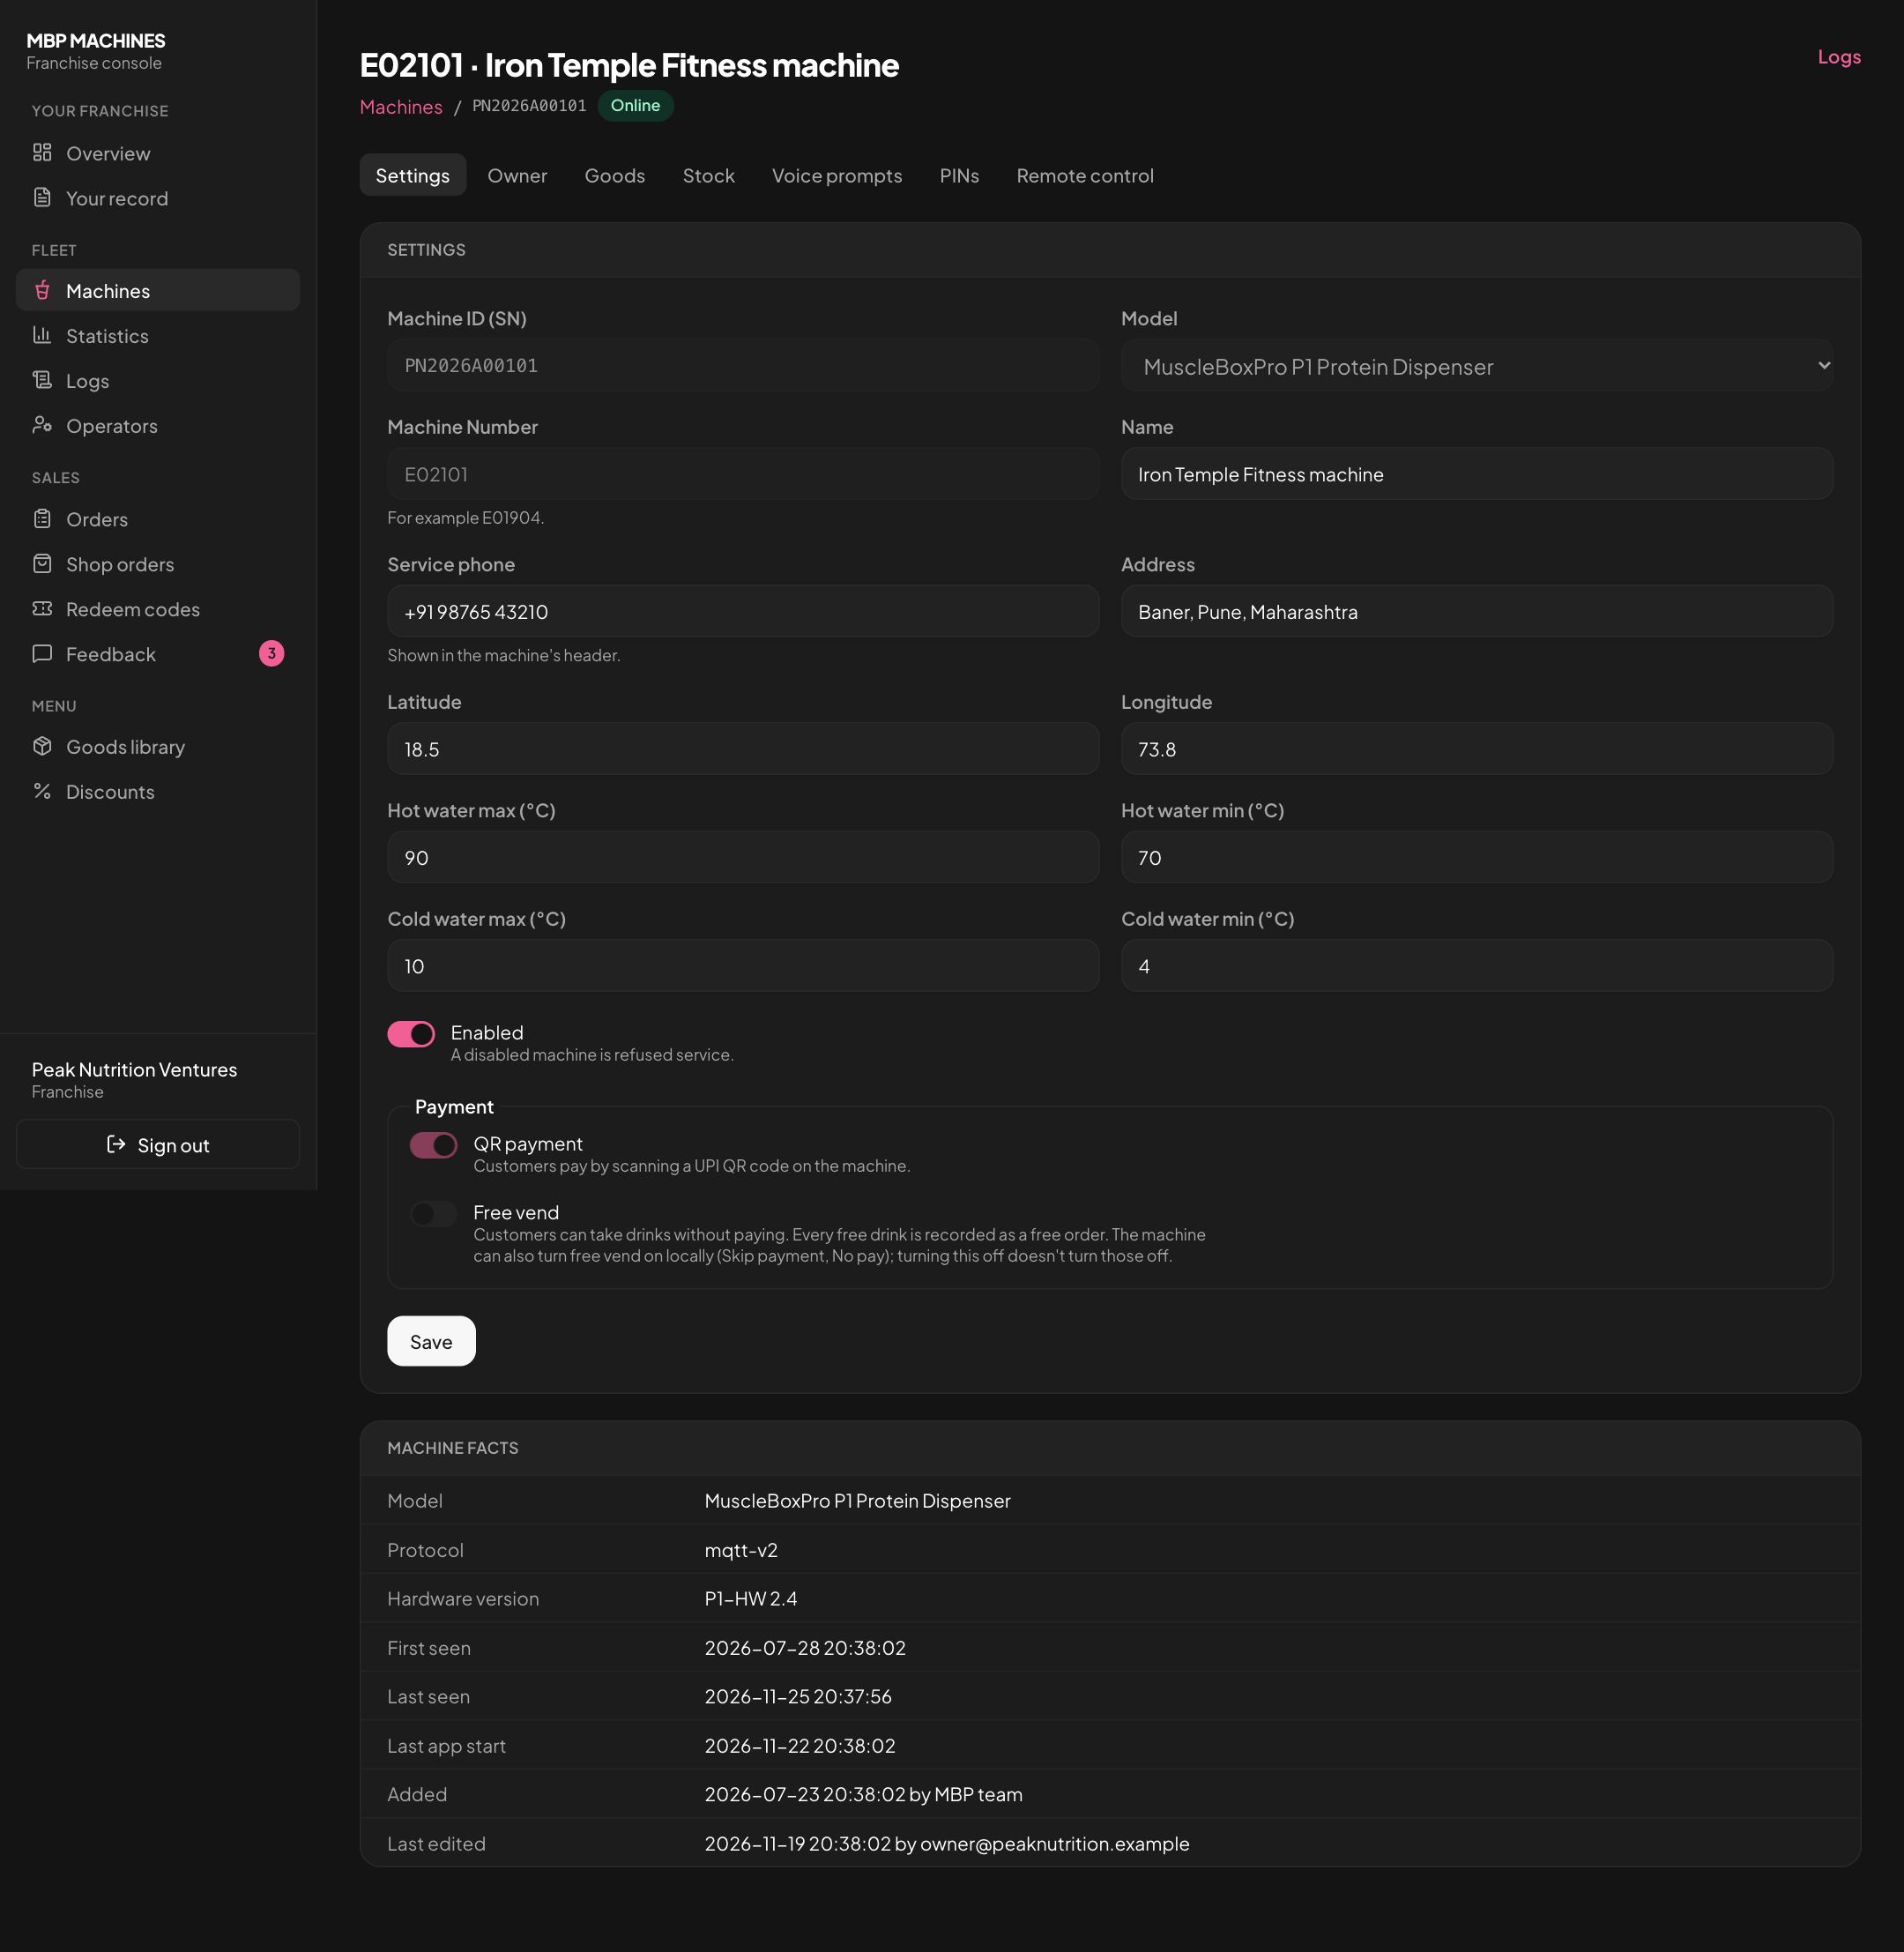 MBP MACHINES
Franchise console
YOUR FRANCHISE
Overview
Your record
FLEET
Machines
Statistics
Logs
Operators
SALES
Orders
Shop orders
Redeem codes
Feedback 3
MENU
Goods library
Discounts
Peak Nutrition Ventures
Franchise
Sign out
E02101 · Iron Temple Fitness machine
Logs
Machines / PN2026A00101 Online
Settings Owner Goods Stock Voice prompts PINs Remote control
SETTINGS
Machine ID (SN) Model
PN2026A00101 MuscleBoxPro P1 Protein Dispenser
Machine Number Name
E02101 Iron Temple Fitness machine
For example E01904.
Service phone Address
+91 98765 43210 Baner, Pune, Maharashtra
Shown in the machine's header.
Latitude Longitude
18.5 73.8
Hot water max (°C) Hot water min (°C)
90 70
Cold water max (°C) Cold water min (°C)
10 4
Enabled
A disabled machine is refused service.
Payment
QR payment
Customers pay by scanning a UPI QR code on the machine.
Free vend
Customers can take drinks without paying. Every free drink is recorded as a free order. The machine
can also turn free vend on locally (Skip payment, No pay); turning this off doesn't turn those off.
Save
MACHINE FACTS
Model MuscleBoxPro P1 Protein Dispenser
Protocol mqtt-v2
Hardware version P1-HW 2.4
First seen 2026-07-28 20:38:02
Last seen 2026-11-25 20:37:56
Last app start 2026-11-22 20:38:02
Added 2026-07-23 20:38:02 by MBP team
Last edited 2026-11-19 20:38:02 by owner@peaknutrition.example